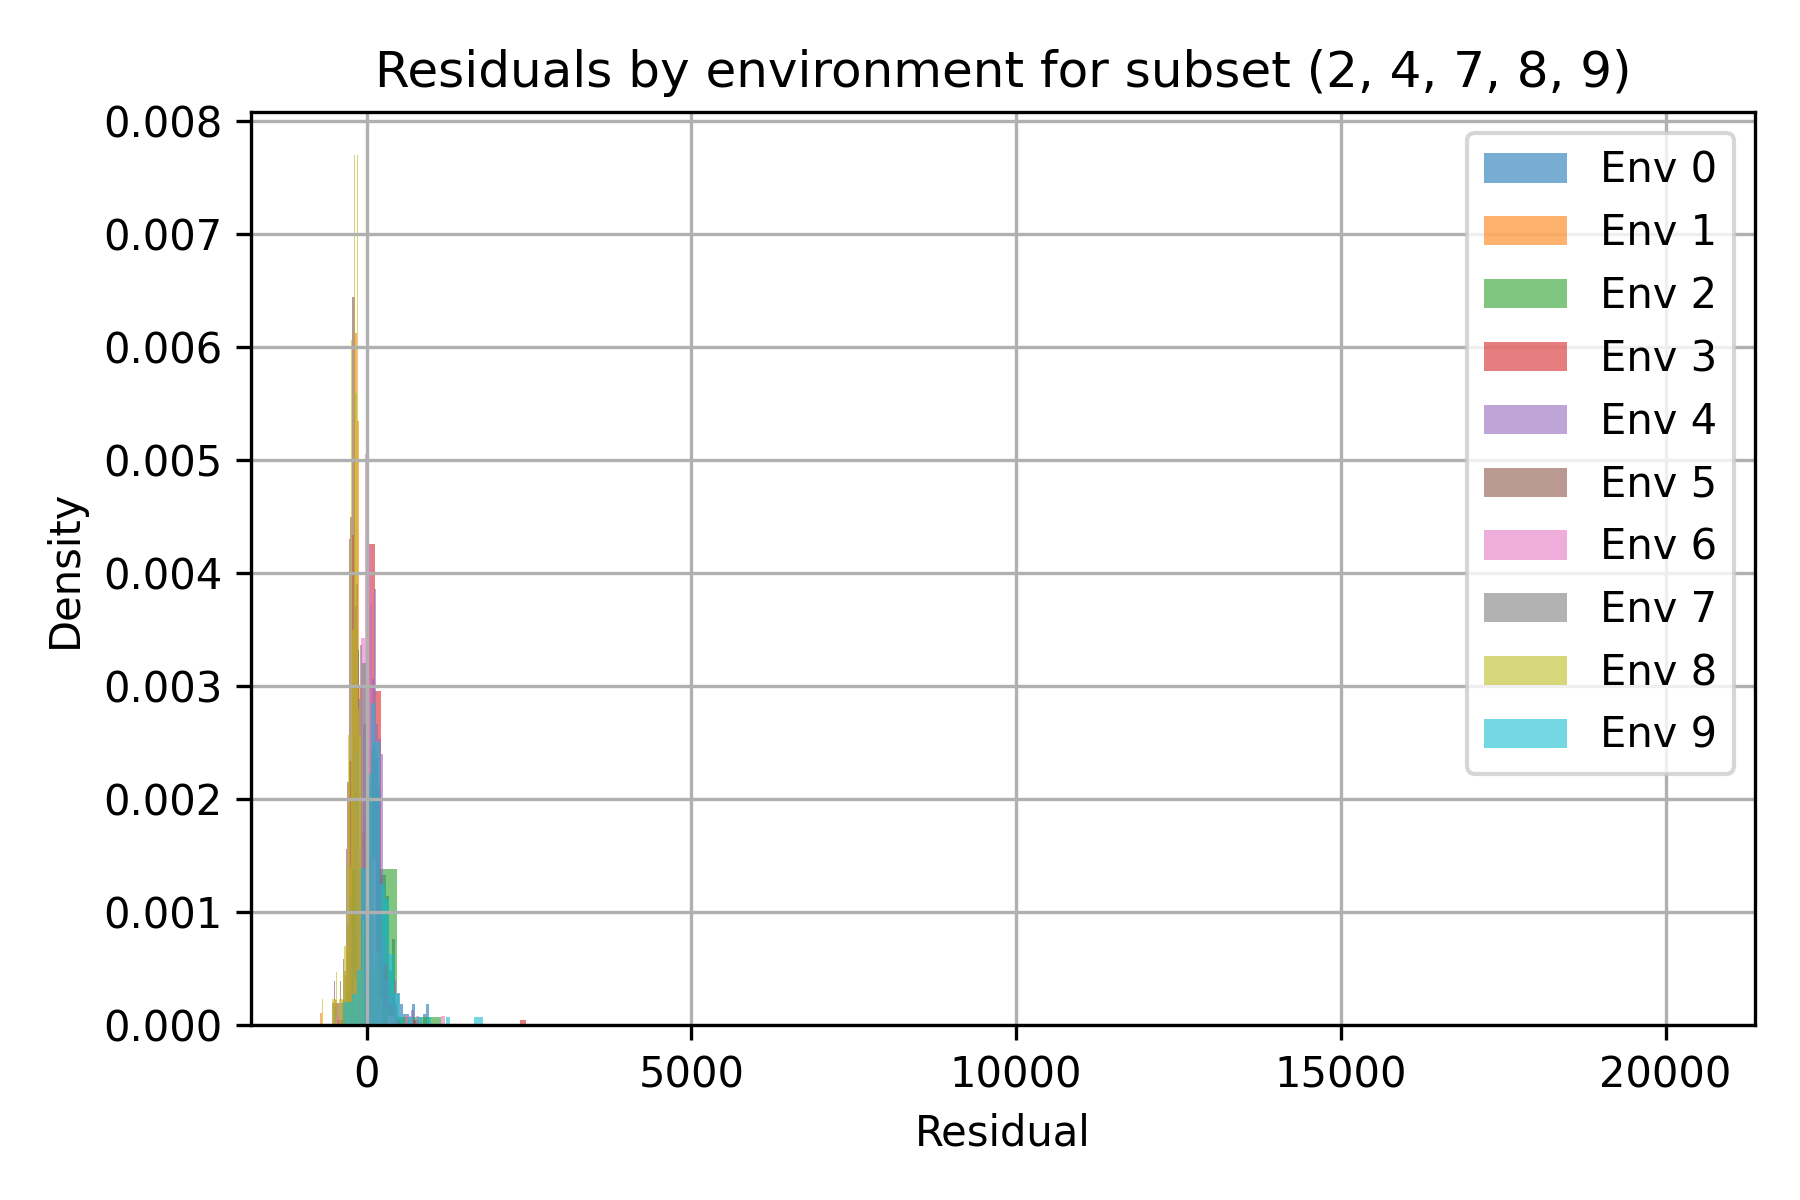 Residuals by environment for subset (2, 4, 7, 8, 9)
0.008
0.007
0.006
0.005
0.004
0.003
0.002
0.001
0.000
Density
0
5000
10000
15000
20000
Residual
Env 0
Env 1
Env 2
Env 3
Env 4
Env 5
Env 6
Env 7
Env 8
Env 9